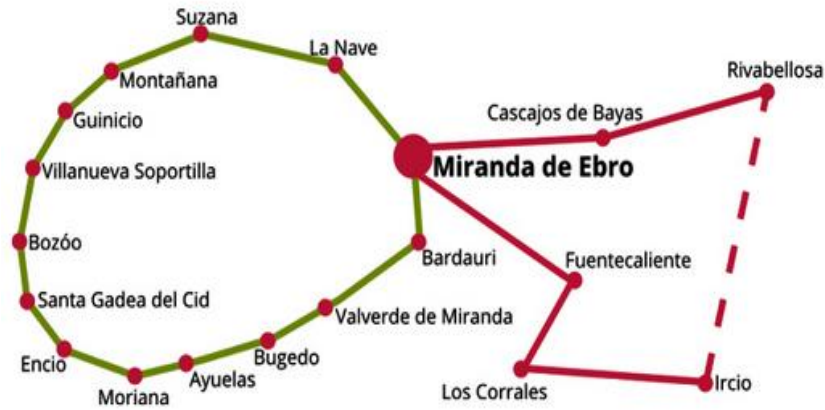 Suzana
La Nave
Rivabellosa
Montañana
Cascajos de Bayas
Guinicio
Miranda de Ebro
Villanueva Soportilla
Bozóo
Bardauri
Fuentecaliente
Santa Gadea del Cid
Valverde de Miranda
Bugedo
Encio
Ayuelas
Ircio
Los Corrales
Moriana